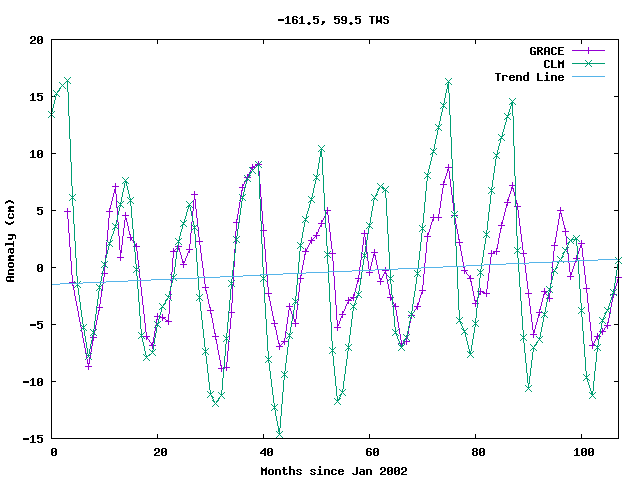 -161.5, 59.5 TWS
20
15
10
5
0
-5
-10
-15
Anomaly (cm)
GRACE
CLM
Trend Line
0 20 40 60 80 100
Months since Jan 2002